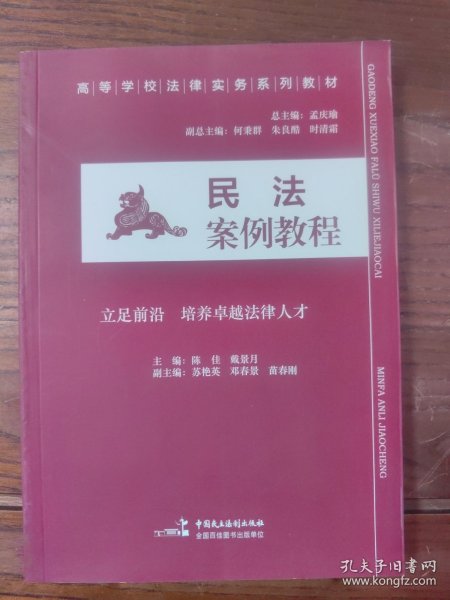 高等学校法律实务系列教材
总主编：孟庆瑜
副总主编：何秉群 朱良酷 时清霜
民法
案例教程
立足前沿 培养卓越法律人才
主 编：陈 佳 戴景月
副主编：苏艳英 邓春景 苗春刚
中国民主法制出版社
全国百佳图书出版单位
GAODENG XUEXIAO FALÜ SHIWU XILIEJIAOCAI
MINFA ANLI JIAOCHENG
孔夫子旧书网
www.kongfz.com